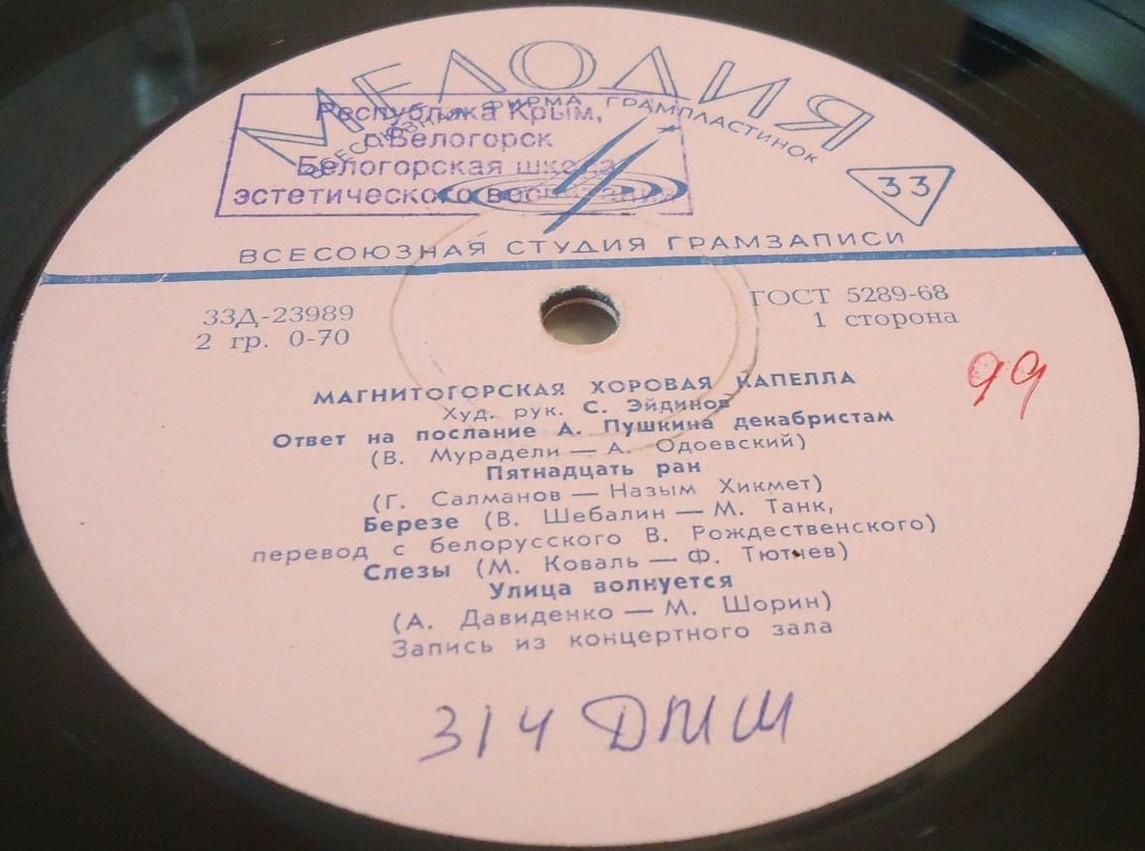 МЕЛОДИЯ
ВСЕСОЮЗНАЯ ФИРМА ГРАМПЛАСТИНОК
Республика Крым,
г.Белогорск
Белогорская школа
эстетического воспитания
33
ВСЕСОЮЗНАЯ СТУДИЯ ГРАМЗАПИСИ
33Д-23989
ГОСТ 5289-68
2 гр. 0-70
1 сторона
99
МАГНИТОГОРСКАЯ ХОРОВАЯ КАПЕЛЛА
Худ. рук. С. Эйдинов
Ответ на послание А. Пушкина декабристам
(В. Мурадели — А. Одоевский)
Пятнадцать ран
(Г. Салманов — Назым Хикмет)
Березе (В. Шебалин — М. Танк,
перевод с белорусского В. Рождественского)
Слезы (М. Коваль — Ф. Тютчев)
Улица волнуется
(А. Давиденко — М. Шорин)
Запись из концертного зала
314 ДМШ